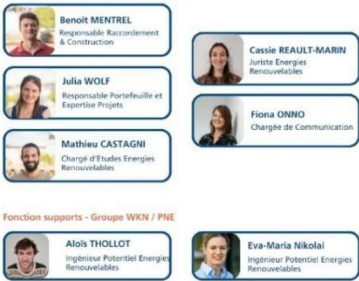 Benoît MENTREL
Responsable Raccordement
& Construction
Cassie REAULT-MARIN
Juriste Energies
Renouvelables
Julia WOLF
Responsable Portefeuille et
Expertise Projets
Fiona ONNO
Chargée de Communication
Mathieu CASTAGNI
Chargé d'Etudes Energies
Renouvelables
Fonction supports - Groupe WKN / PNE
Aloïs THOLLOT
Ingénieur Potentiel Energies
Renouvelables
Eva-Maria Nikolai
Ingénieur Potentiel Energies
Renouvelables